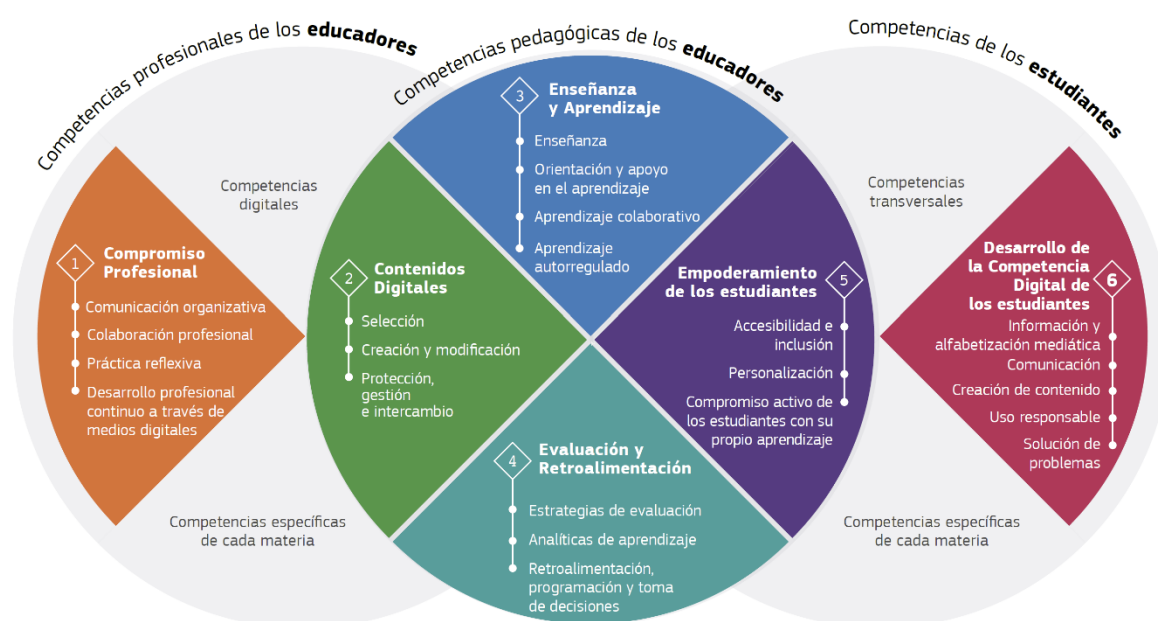 Competencias profesionales de los educadores
Competencias pedagógicas de los educadores
Competencias de los estudiantes
Competencias
digitales
Competencias
transversales
1
Compromiso
Profesional
Comunicación organizativa
Colaboración profesional
Práctica reflexiva
Desarrollo profesional
continuo a través de
medios digitales
2
Contenidos
Digitales
Selección
Creación y modificación
Protección,
gestión
e intercambio
3
Enseñanza
y Aprendizaje
Enseñanza
Orientación y apoyo
en el aprendizaje
Aprendizaje colaborativo
Aprendizaje
autorregulado
4
Evaluación y
Retroalimentación
Estrategias de evaluación
Analíticas de aprendizaje
Retroalimentación,
programación y toma
de decisiones
5
Empoderamiento
de los estudiantes
Accesibilidad e
inclusión
Personalización
Compromiso activo de
los estudiantes con su
propio aprendizaje
6
Desarrollo de
la Competencia
Digital de
los estudiantes
Información y
alfabetización mediática
Comunicación
Creación de contenido
Uso responsable
Solución de
problemas
Competencias específicas
de cada materia
Competencias específicas
de cada materia